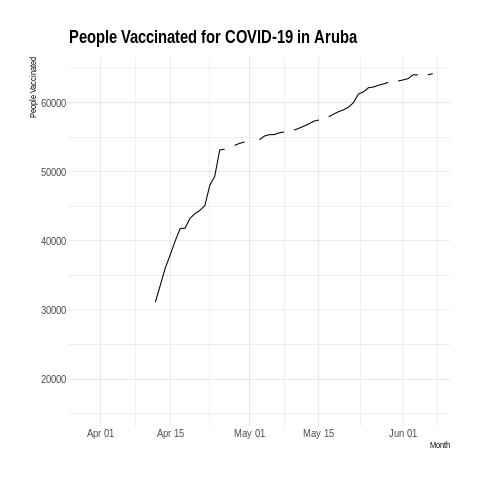 People Vaccinated for COVID-19 in Aruba
People Vaccinated
60000
50000
40000
30000
20000
Apr 01 Apr 15 May 01 May 15 Jun 01
Month